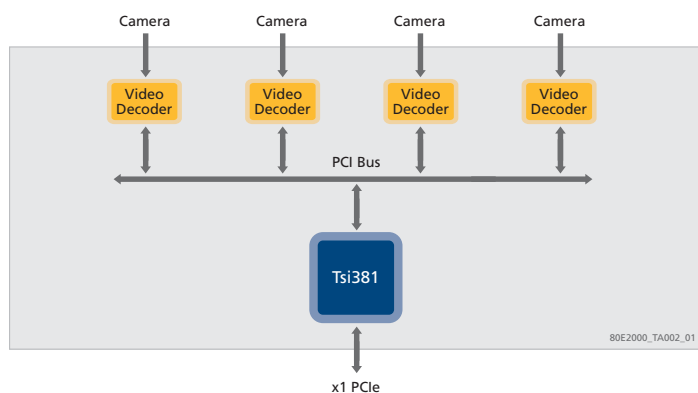 Camera
Camera
Camera
Camera
Video
Decoder
Video
Decoder
Video
Decoder
Video
Decoder
PCI Bus
Tsi381
80E2000_TA002_01
x1 PCIe